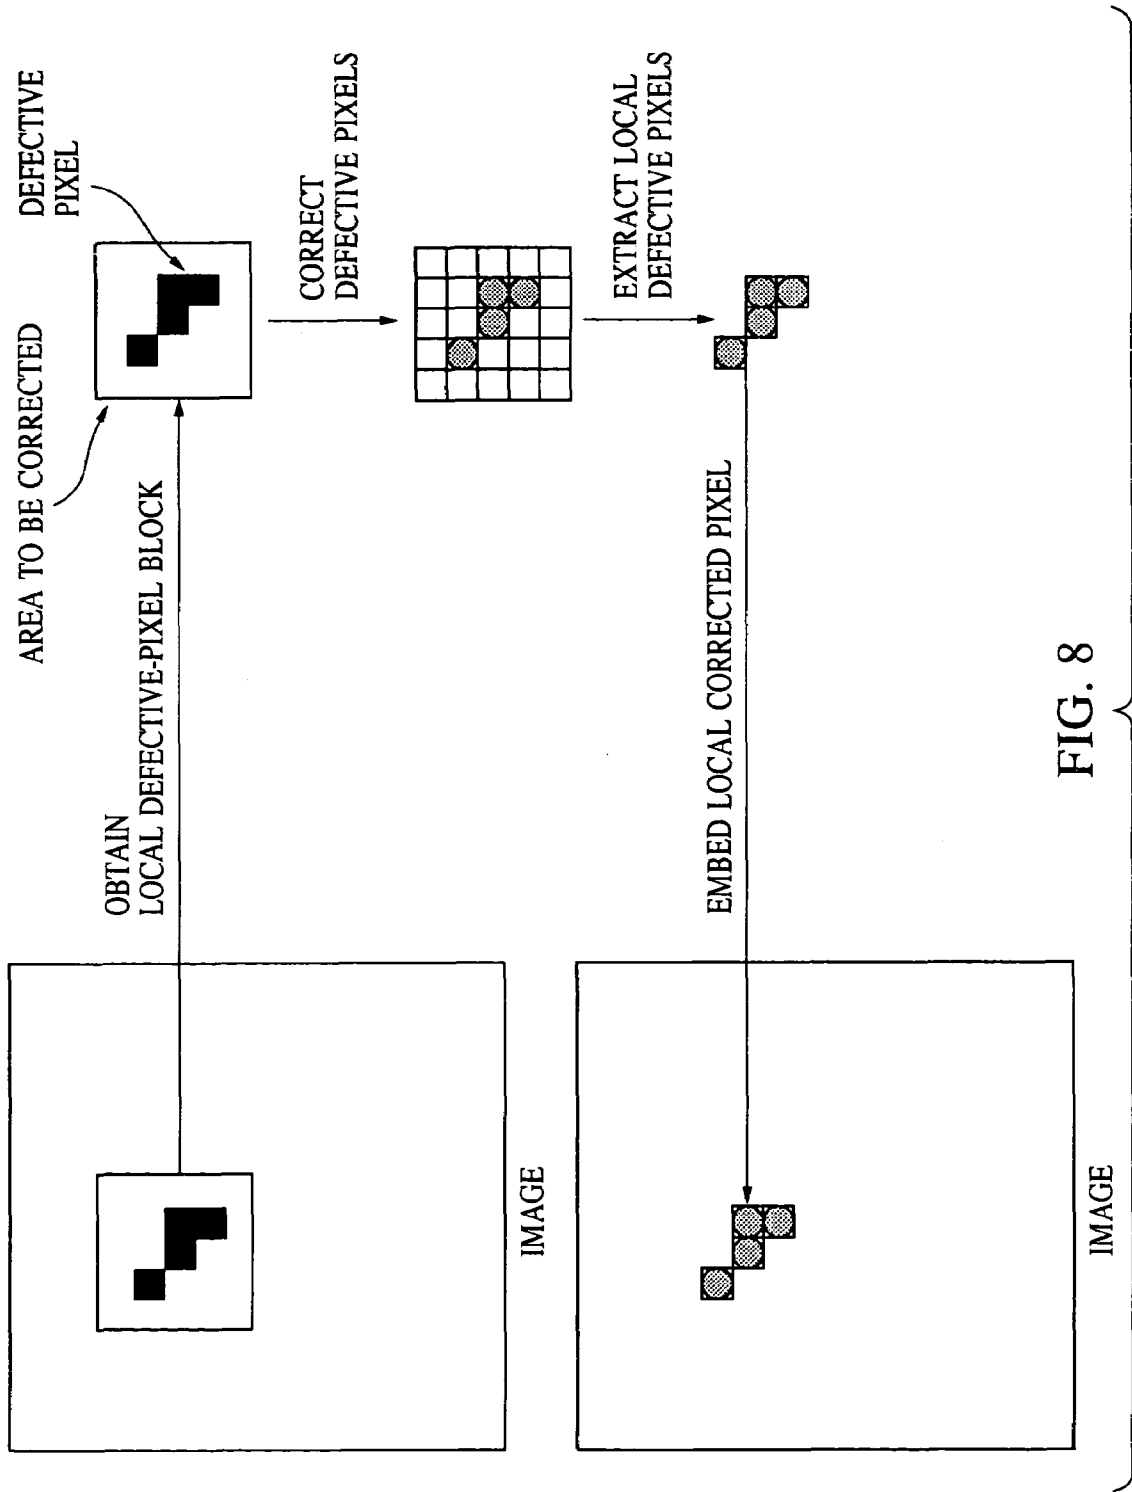 AREA TO BE CORRECTED
DEFECTIVE
PIXEL
OBTAIN
LOCAL DEFECTIVE-PIXEL BLOCK
CORRECT
DEFECTIVE PIXELS
IMAGE
EXTRACT LOCAL
DEFECTIVE PIXELS
EMBED LOCAL CORRECTED PIXEL
IMAGE
FIG. 8